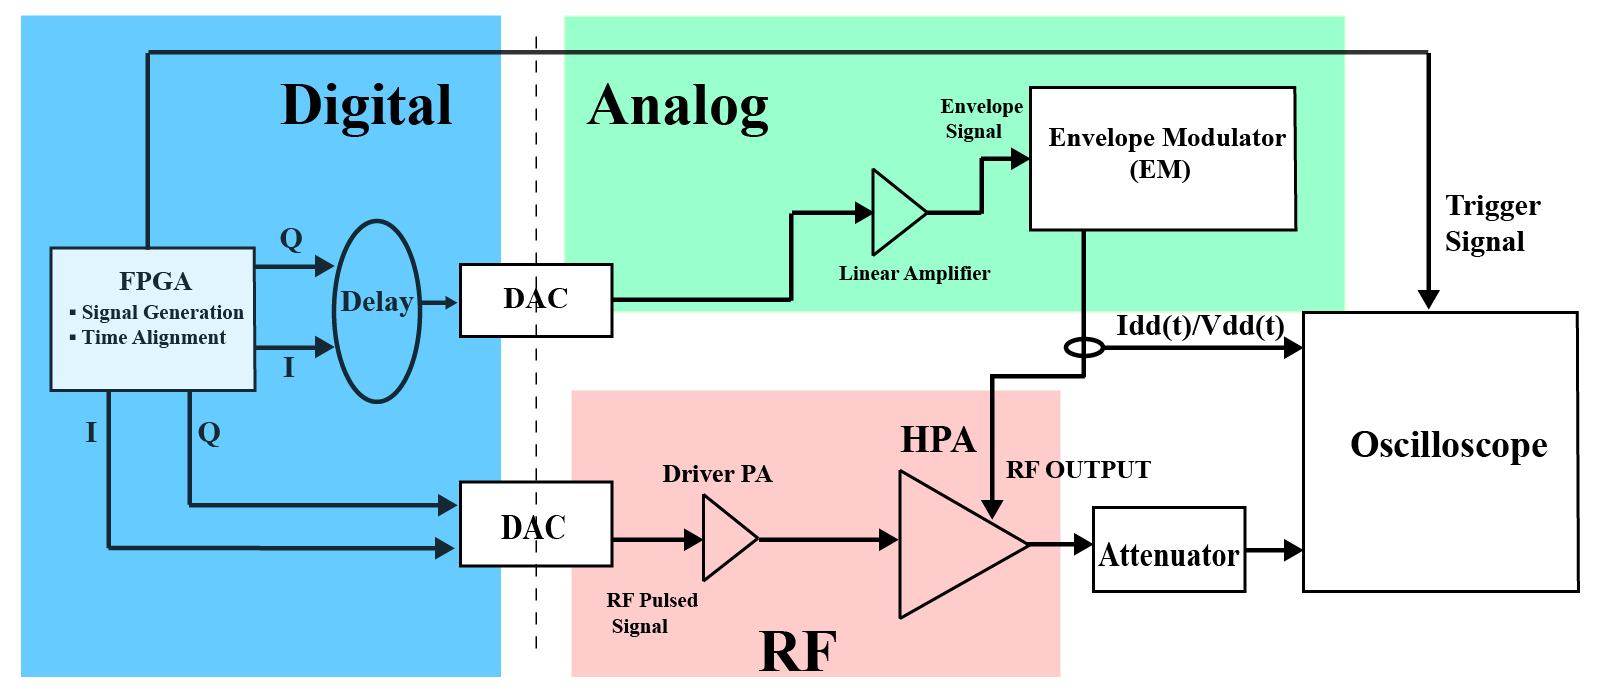 Digital
Analog
Envelope
Signal
Envelope Modulator
(EM)
Trigger
Signal
Q
FPGA
▪ Signal Generation
▪ Time Alignment
I
Delay
DAC
Linear Amplifier
Idd(t)/Vdd(t)
I
Q
HPA
RF OUTPUT
Oscilloscope
Driver PA
DAC
Attenuator
RF Pulsed
Signal
RF